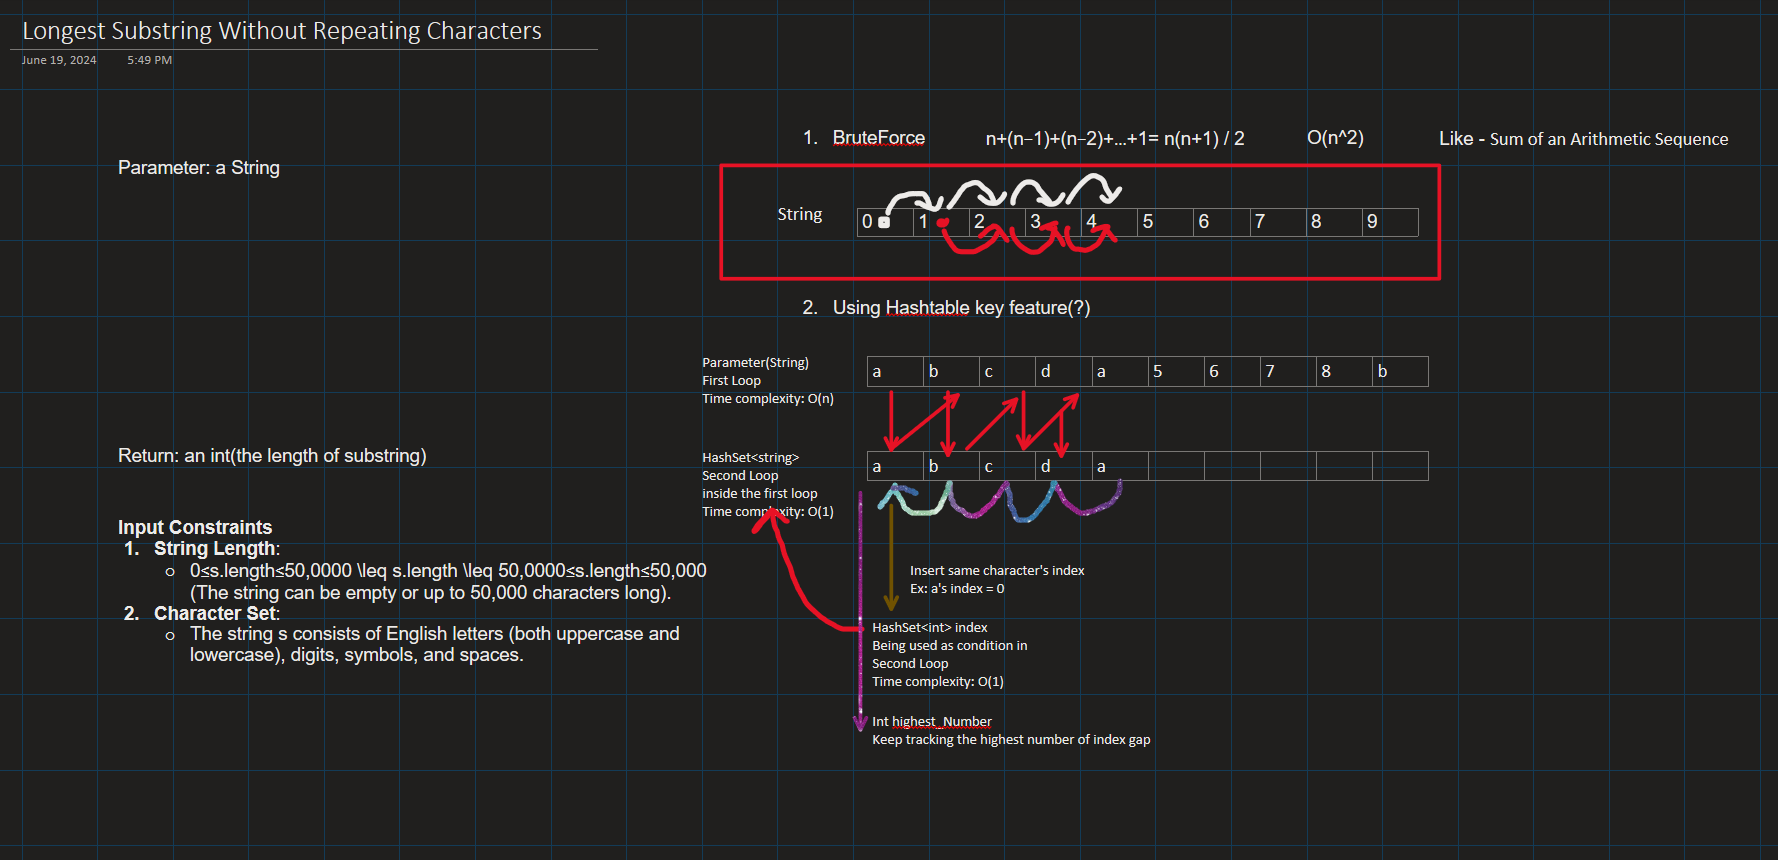 Longest Substring Without Repeating Characters
June 19, 2024 5:49 PM
Parameter: a String
Return: an int(the length of substring)
Input Constraints
1. String Length:
o 0≤s.length≤50,0000 \leq s.length \leq 50,0000≤s.length≤50,000
(The string can be empty or up to 50,000 characters long).
2. Character Set:
o The string s consists of English letters (both uppercase and
lowercase), digits, symbols, and spaces.
1. BruteForce n+(n−1)+(n−2)+...+1= n(n+1) / 2 O(n^2) Like - Sum of an Arithmetic Sequence
String 0 1 2 3 4 5 6 7 8 9
2. Using Hashtable key feature(?)
Parameter(String)
First Loop
Time complexity: O(n)
a b c d a 5 6 7 8 b
HashSet<string>
Second Loop
inside the first loop
Time complexity: O(1)
a b c d a
Insert same character's index
Ex: a's index = 0
HashSet<int> index
Being used as condition in
Second Loop
Time complexity: O(1)
Int highest_Number
Keep tracking the highest number of index gap